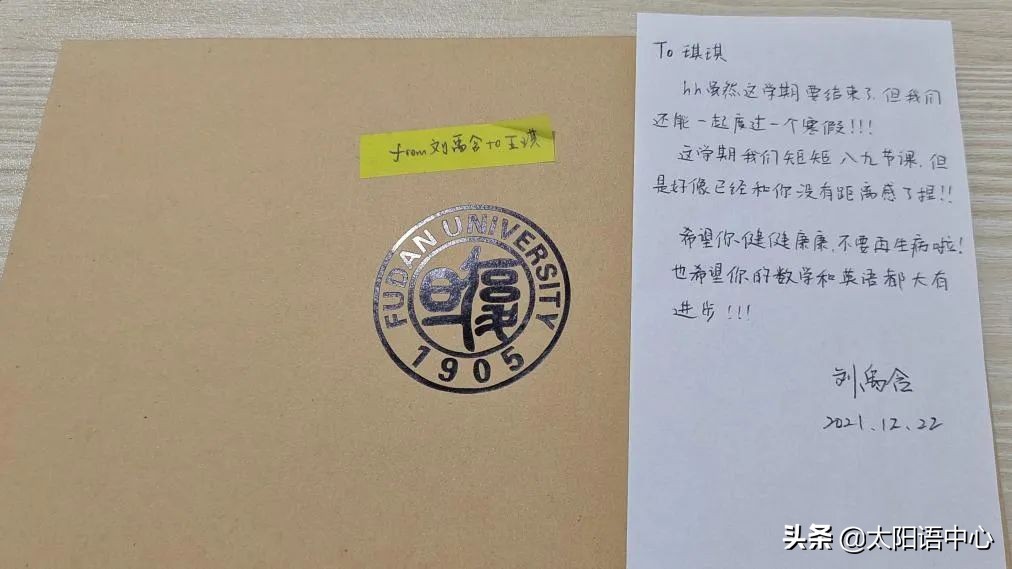 from 刘禹含 to 王琪
FUDAN UNIVERSITY
1905
To 琪琪
hh虽然这学期要结束了,但我们
还能一起度过一个寒假!!!
这学期我们短短八九节课,但
是好像已经和你没有距离感了捏!!
希望你健健康康,不要再生病啦!
也希望你的数学和英语都大有
进步!!!
刘禹含
2021.12.22
头条 @太阳语中心